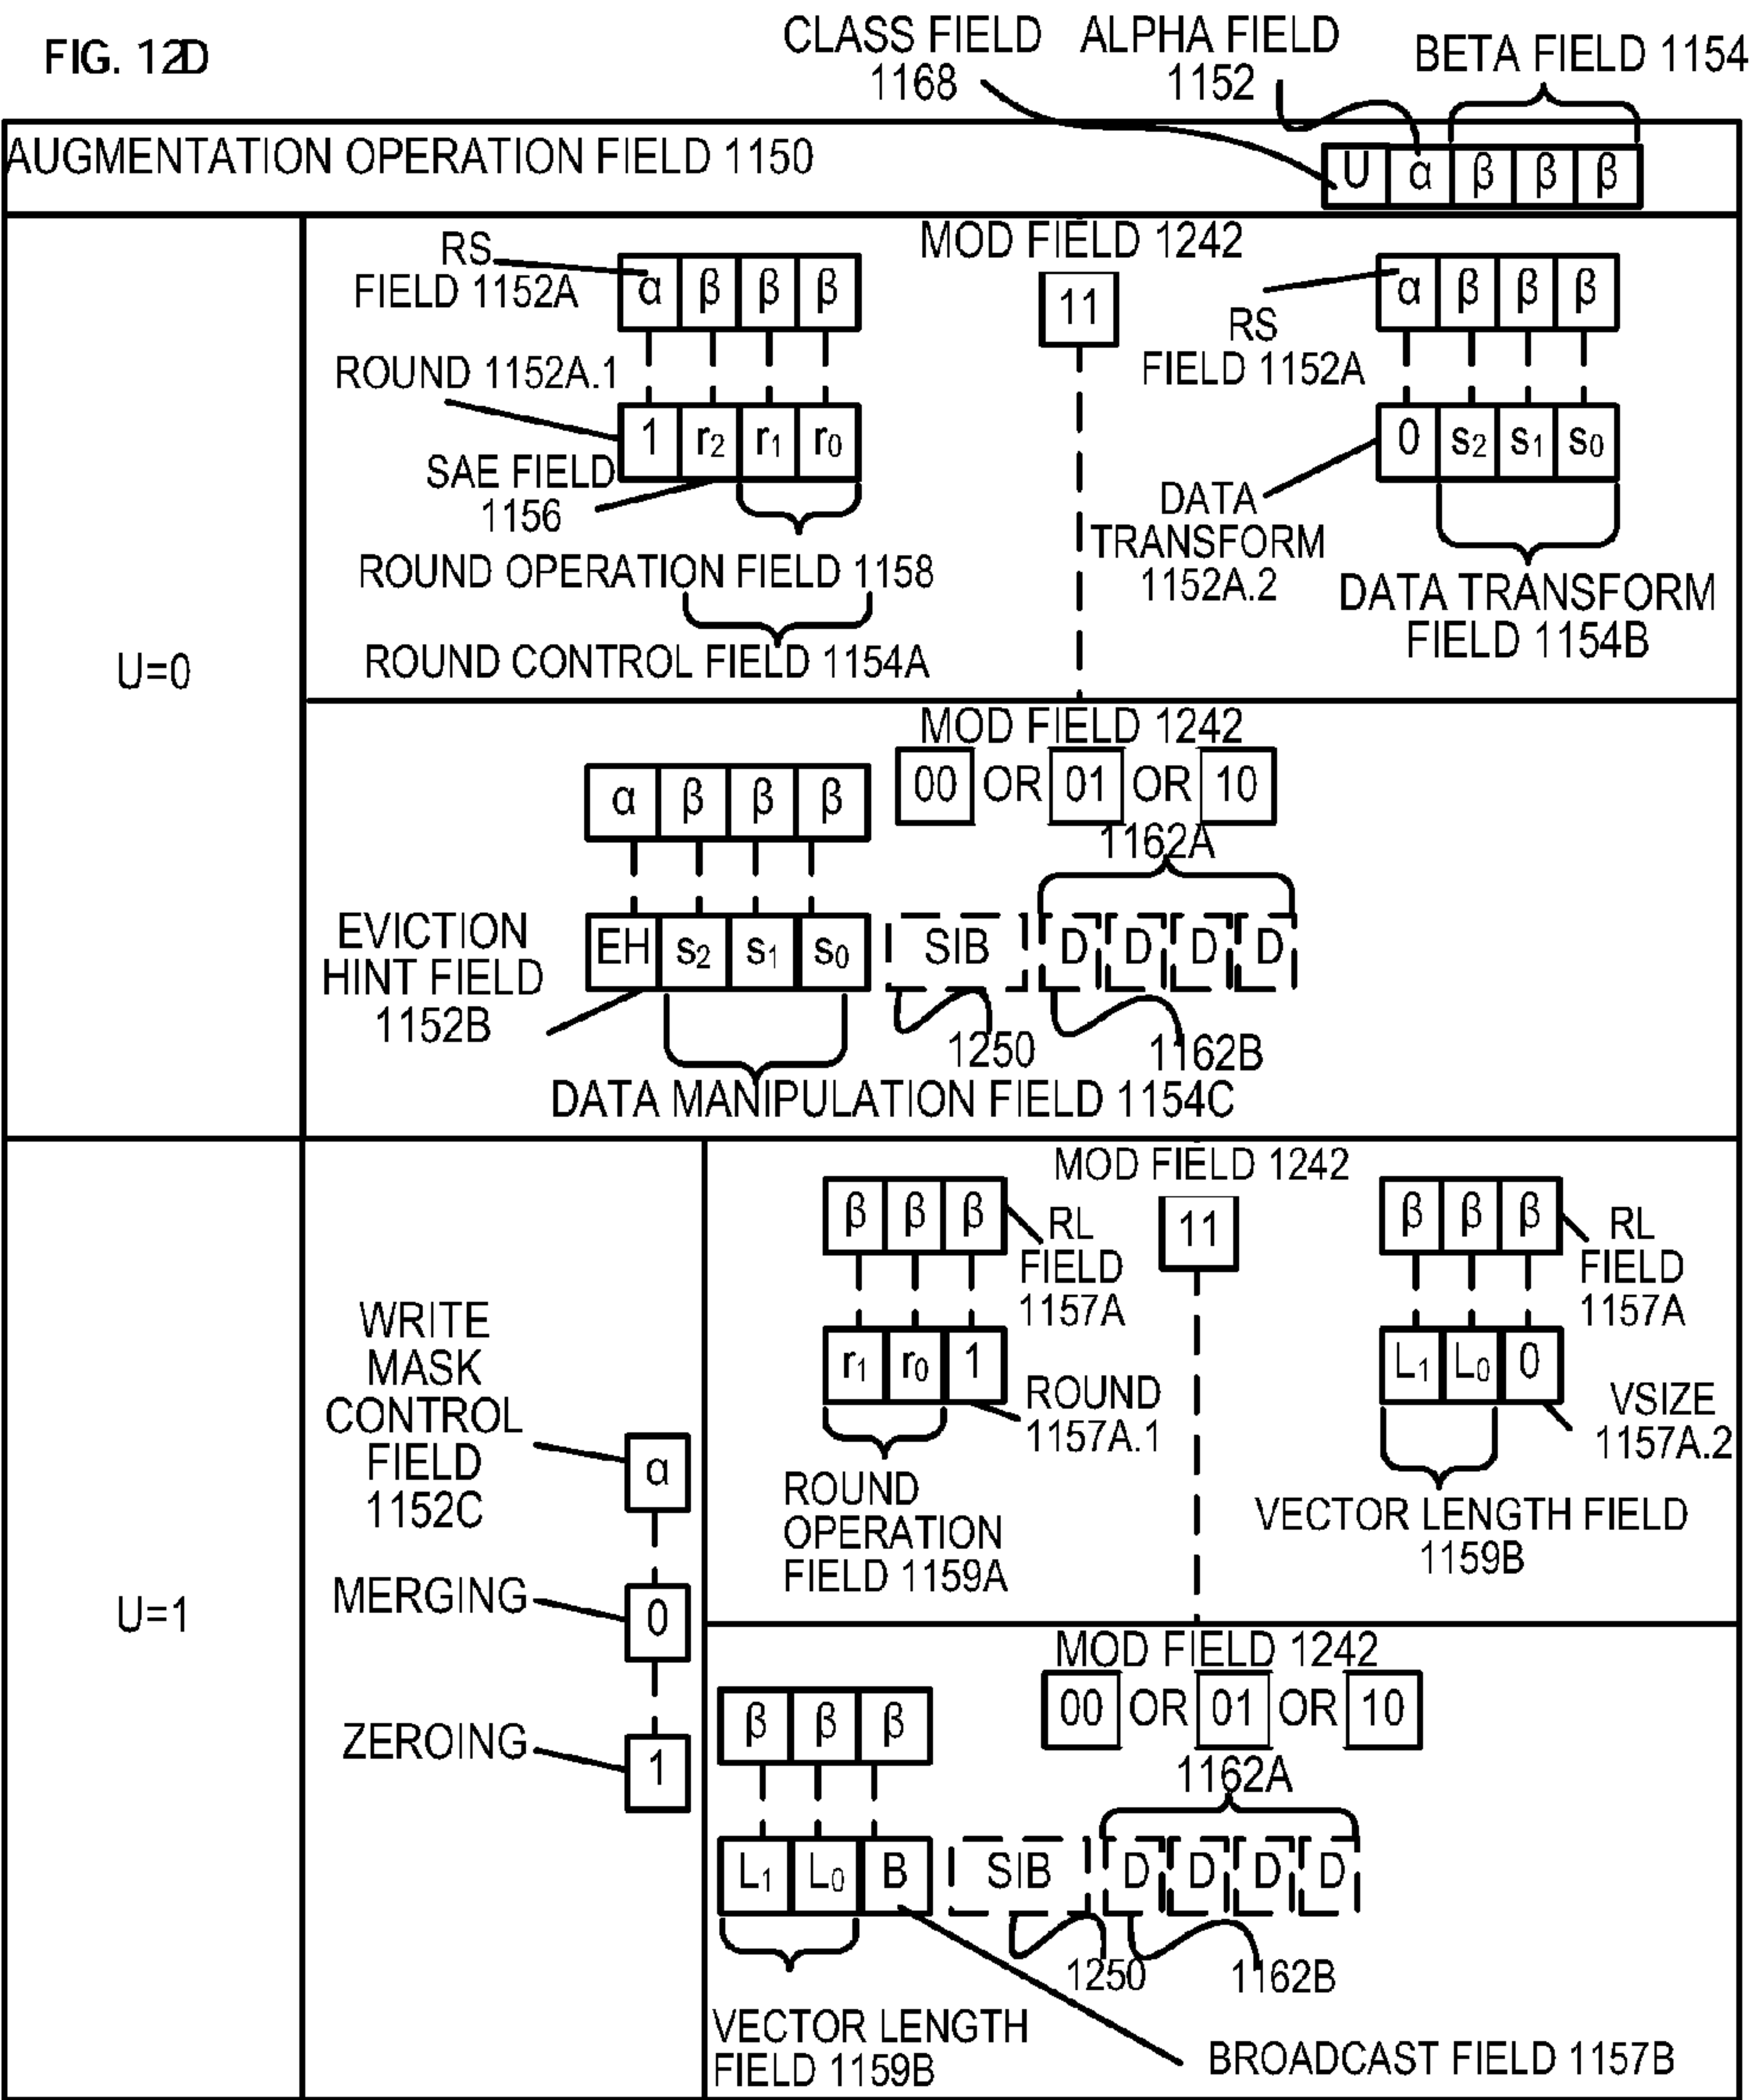 FIG. 12D
CLASS FIELD
1168
ALPHA FIELD
1152
BETA FIELD 1154
AUGMENTATION OPERATION FIELD 1150
U α β β β
U=0
RS
FIELD 1152A
α β β β
ROUND 1152A.1
1 r2 r1 r0
SAE FIELD
1156
ROUND OPERATION FIELD 1158
ROUND CONTROL FIELD 1154A
MOD FIELD 1242
11
α β β β
RS
FIELD 1152A
0 s2 s1 s0
DATA
TRANSFORM
1152A.2
DATA TRANSFORM
FIELD 1154B
MOD FIELD 1242
00 OR 01 OR 10
α β β β
1162A
EVICTION
HINT FIELD
1152B
EH s2 s1 s0 SIB D D D D
1250
1162B
DATA MANIPULATION FIELD 1154C
U=1
WRITE
MASK
CONTROL
FIELD
1152C
α
MERGING
0
ZEROING
1
MOD FIELD 1242
11
β β β
RL
FIELD
1157A
r1 r0 1
ROUND
1157A.1
ROUND
OPERATION
FIELD 1159A
β β β
RL
FIELD
1157A
L1 L0 0
VSIZE
1157A.2
VECTOR LENGTH FIELD
1159B
MOD FIELD 1242
00 OR 01 OR 10
β β β
1162A
L1 L0 B SIB D D D D
1250
1162B
VECTOR LENGTH
FIELD 1159B
BROADCAST FIELD 1157B